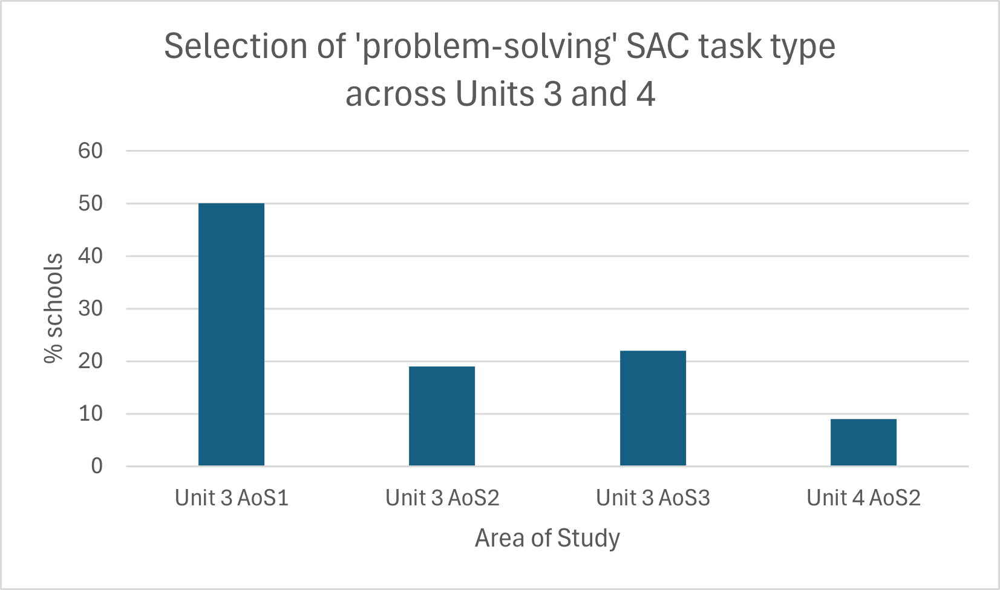 Selection of 'problem-solving' SAC task type
across Units 3 and 4
60
50
40
30
20
10
0
% schools
Unit 3 AoS1
Unit 3 AoS2
Unit 3 AoS3
Unit 4 AoS2
Area of Study